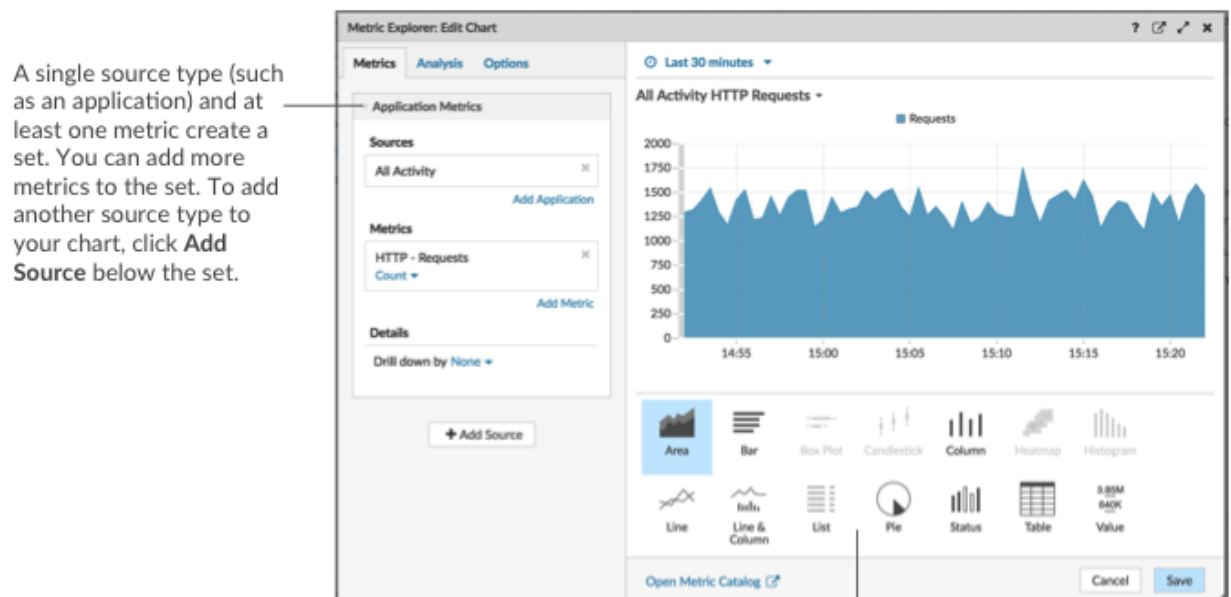 Metric Explorer: Edit Chart ?
A single source type (such
as an application) and at
least one metric create a
set. You can add more
metrics to the set. To add
another source type to
your chart, click Add
Source below the set.
Metrics Analysis Options
Application Metrics
Sources
All Activity
Add Application
Metrics
HTTP - Requests
Count
Add Metric
Details
Drill down by None
+ Add Source
Last 30 minutes
All Activity HTTP Requests
Requests
2000
1750
1500
1250
1000
750
500
250
0
14:55 15:00 15:05 15:10 15:15 15:20
Area Bar Box Plot Candlestick Column Heatmap Histogram
3.85M
640K
Line Line & List Pie Status Table Value
Column
Open Metric Catalog Cancel Save